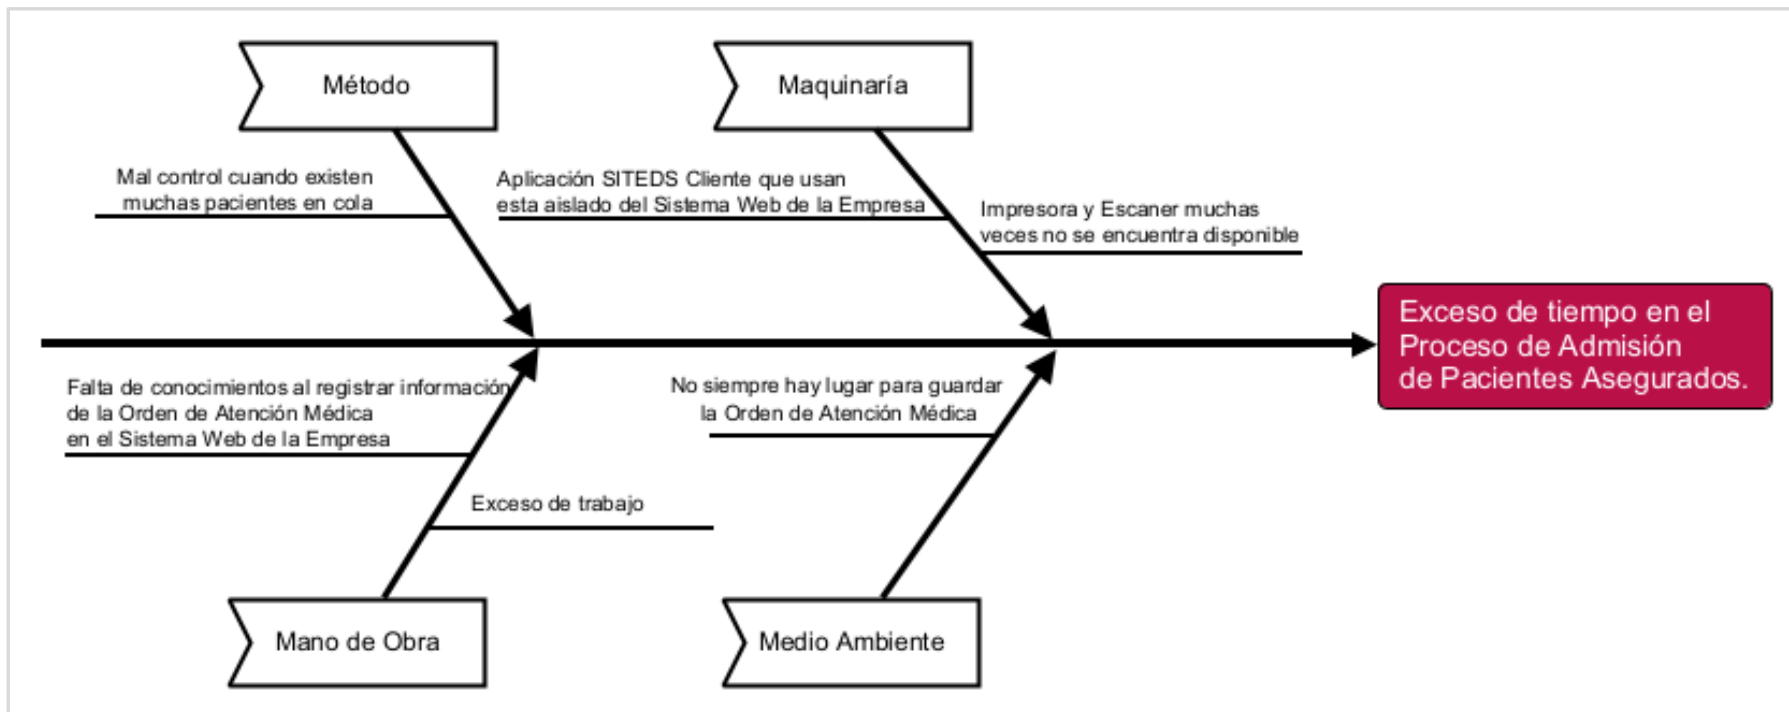 Método
Maquinaría
Mal control cuando existen
muchas pacientes en cola
Aplicación SITEDS Cliente que usan
esta aislado del Sistema Web de la Empresa
Impresora y Escaner muchas
veces no se encuentra disponible
Exceso de tiempo en el
Proceso de Admisión
de Pacientes Asegurados.
Falta de conocimientos al registrar información
de la Orden de Atención Médica
en el Sistema Web de la Empresa
No siempre hay lugar para guardar
la Orden de Atención Médica
Exceso de trabajo
Mano de Obra
Medio Ambiente